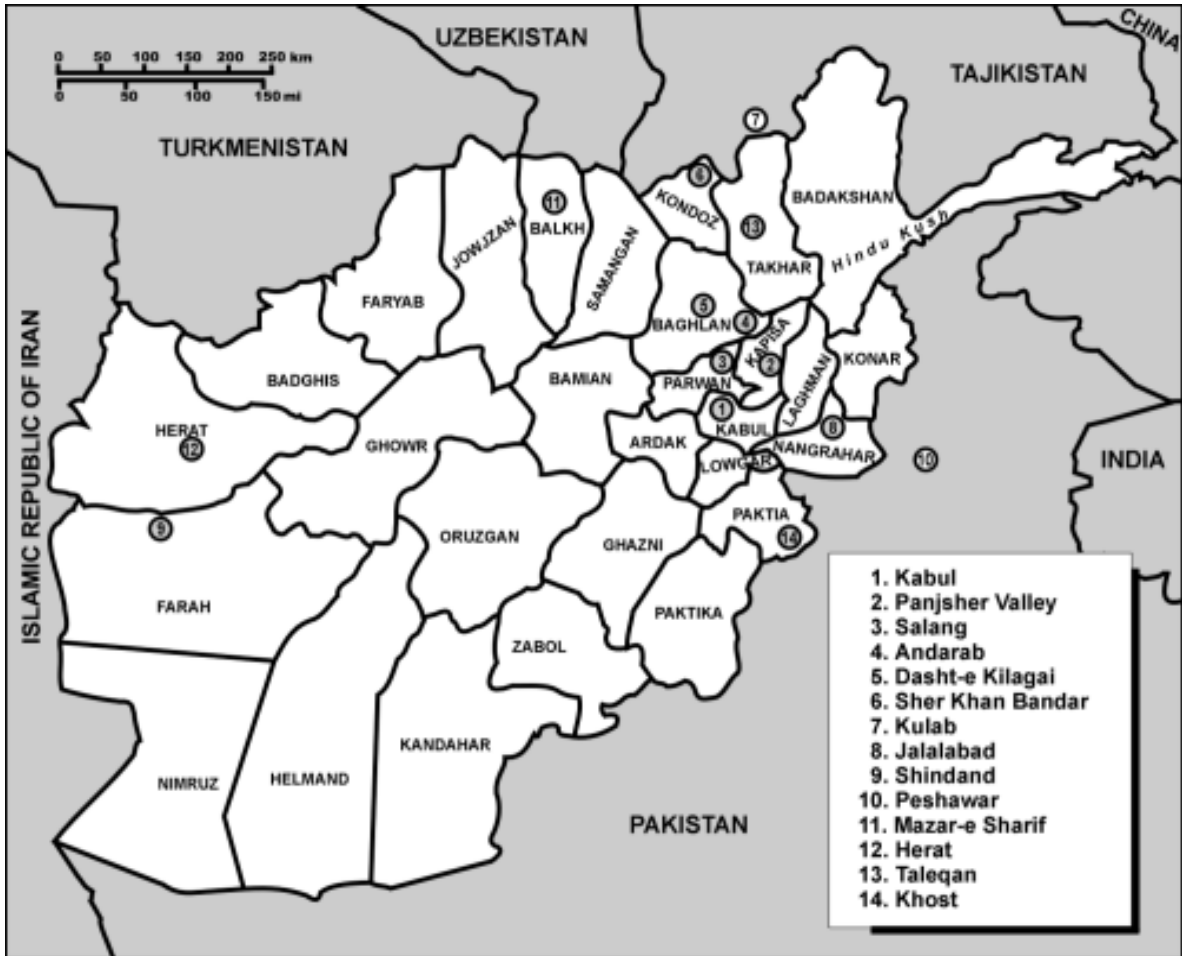 UZBEKISTAN
CHINA
TAJIKISTAN
0 50 100 150 200 250 km
0 50 100 150 mi
TURKMENISTAN
7
6
KONDOZ
BADAKSHAN
11
BALKH
13
TAKHAR
Hindu Kush
JOWJZAN
SAMANGAN
FARYAB
5
BAGHLAN
4
KAPISA
2
3
PARWAN
LAGHMAN
KONAR
BADGHIS
BAMIAN
1
KABUL
8
NANGRAHAR
HERAT
12
GHOWR
ARDAK
LOWGAR
10
INDIA
ISLAMIC REPUBLIC OF IRAN
9
ORUZGAN
GHAZNI
PAKTIA
14
FARAH
PAKTIKA
ZABOL
KANDAHAR
NIMRUZ
HELMAND
PAKISTAN
1. Kabul
2. Panjsher Valley
3. Salang
4. Andarab
5. Dasht-e Kilagai
6. Sher Khan Bandar
7. Kulab
8. Jalalabad
9. Shindand
10. Peshawar
11. Mazar-e Sharif
12. Herat
13. Taleqan
14. Khost